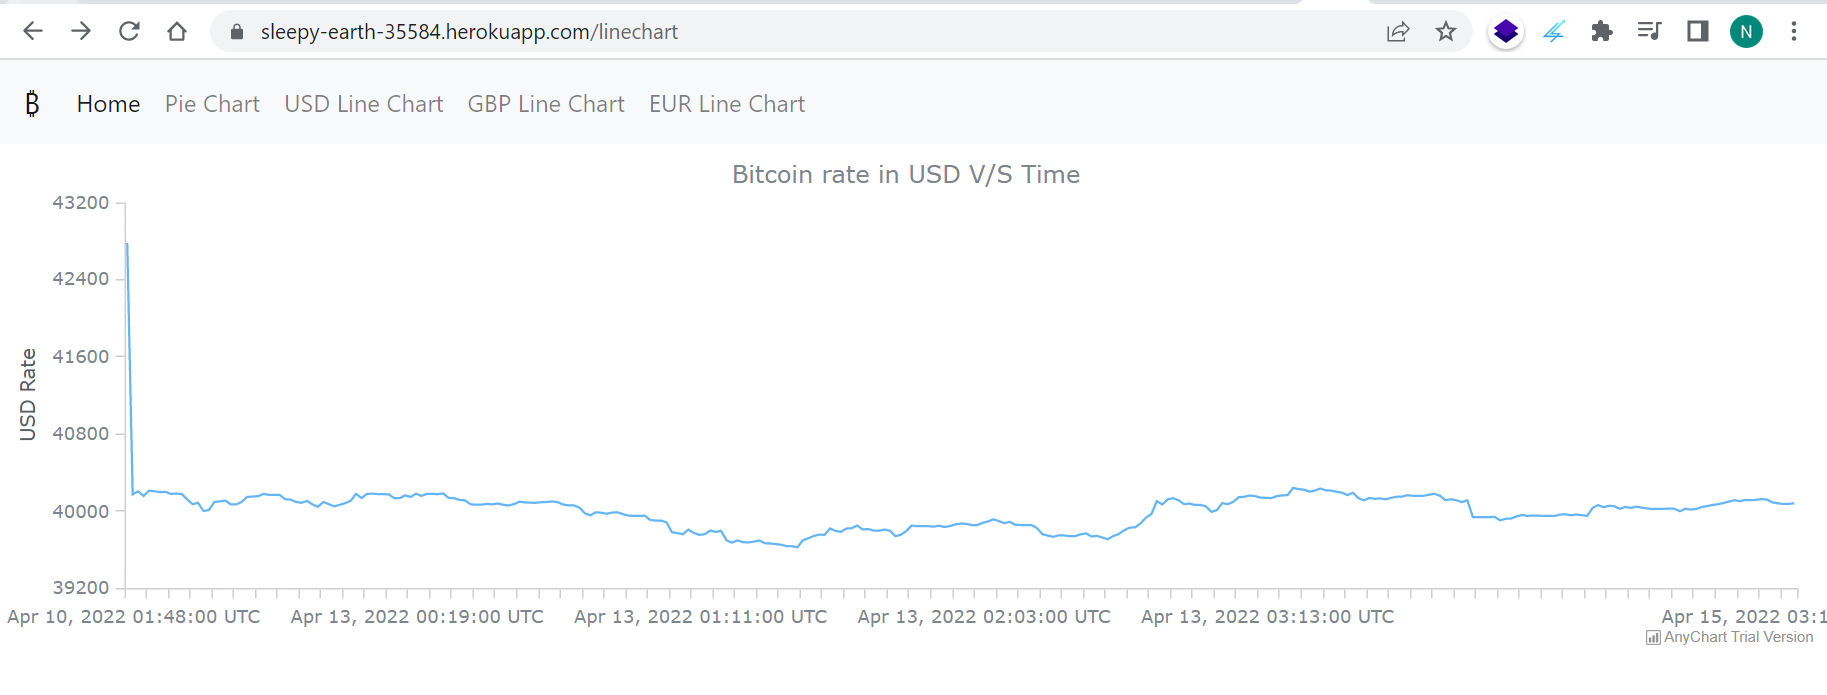 sleepy-earth-35584.herokuapp.com/linechart
N
₿ Home Pie Chart USD Line Chart GBP Line Chart EUR Line Chart
Bitcoin rate in USD V/S Time
43200
42400
41600
40800
40000
39200
USD Rate
Apr 10, 2022 01:48:00 UTC Apr 13, 2022 00:19:00 UTC Apr 13, 2022 01:11:00 UTC Apr 13, 2022 02:03:00 UTC Apr 13, 2022 03:13:00 UTC Apr 15, 2022 03:1
AnyChart Trial Version